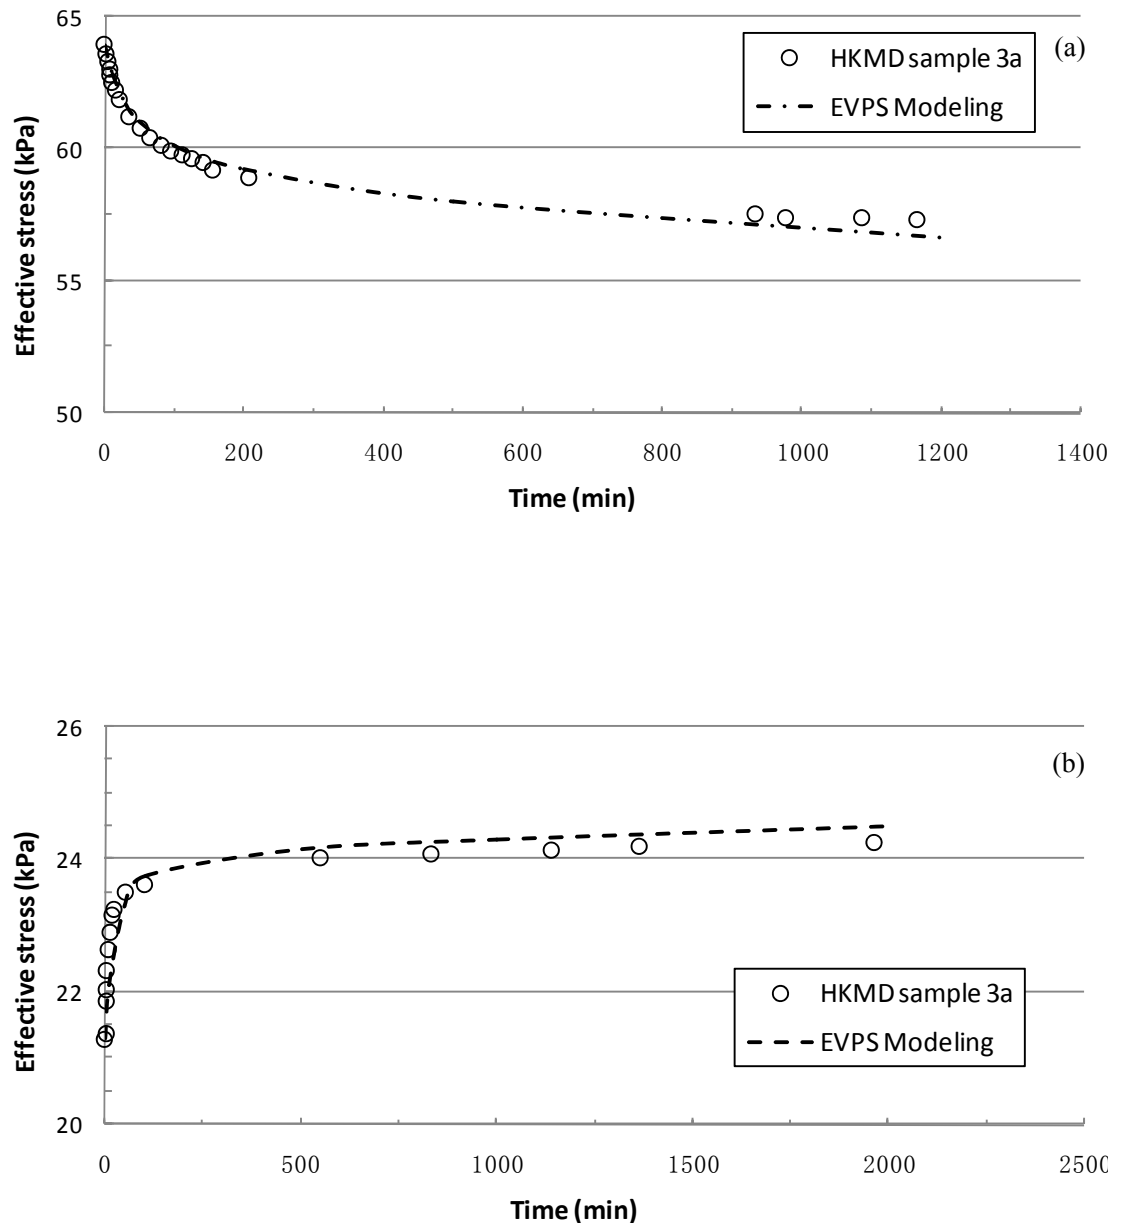 65
(a)
HKMD sample 3a
EVPS Modeling
60
55
50
Effective stress (kPa)
0 200 400 600 800 1000 1200 1400
Time (min)
26
(b)
24
22
20
HKMD sample 3a
EVPS Modeling
Effective stress (kPa)
0 500 1000 1500 2000 2500
Time (min)